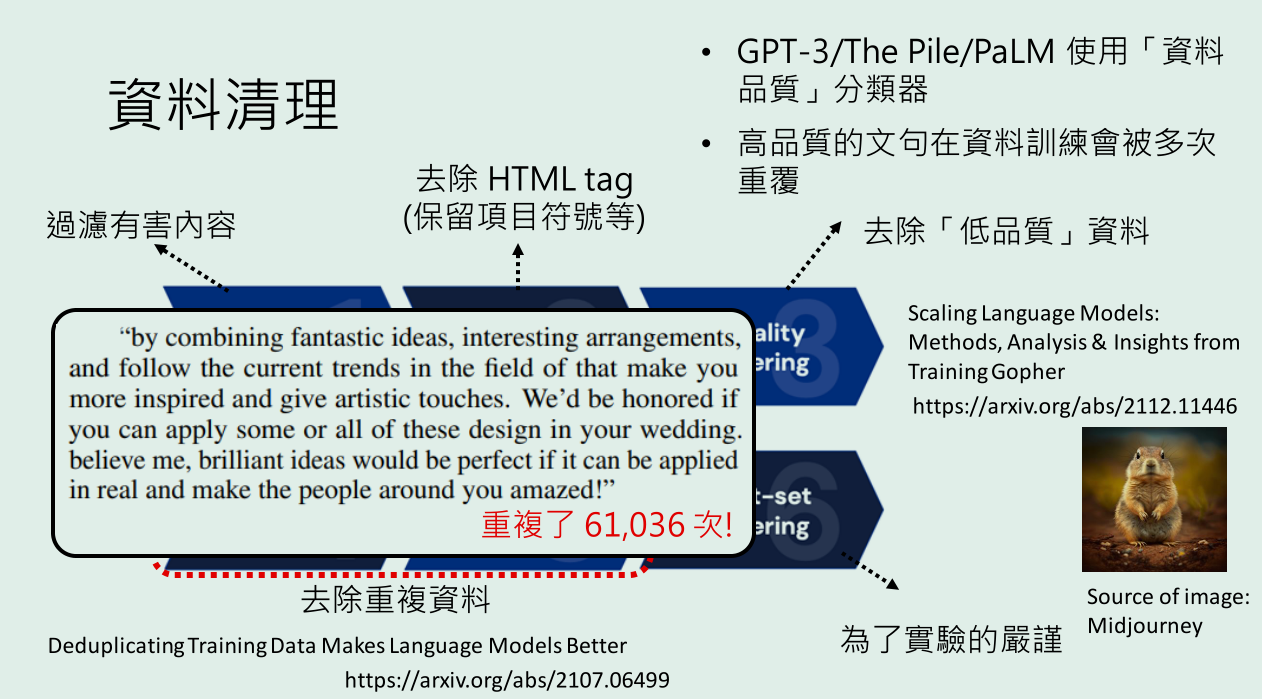 資料清理
• GPT-3/The Pile/PaLM 使用「資料
品質」分類器
• 高品質的文句在資料訓練會被多次
重覆
過濾有害內容
去除 HTML tag
(保留項目符號等)
去除「低品質」資料
3
Scaling Language Models:
Methods, Analysis & Insights from
Training Gopher
https://arxiv.org/abs/2112.11446
“by combining fantastic ideas, interesting arrangements,
and follow the current trends in the field of that make you
more inspired and give artistic touches. We’d be honored if
you can apply some or all of these design in your wedding.
believe me, brilliant ideas would be perfect if it can be applied
in real and make the people around you amazed!”
重複了 61,036 次!
6
去除重複資料
Deduplicating Training Data Makes Language Models Better
https://arxiv.org/abs/2107.06499
為了實驗的嚴謹
Source of image:
Midjourney